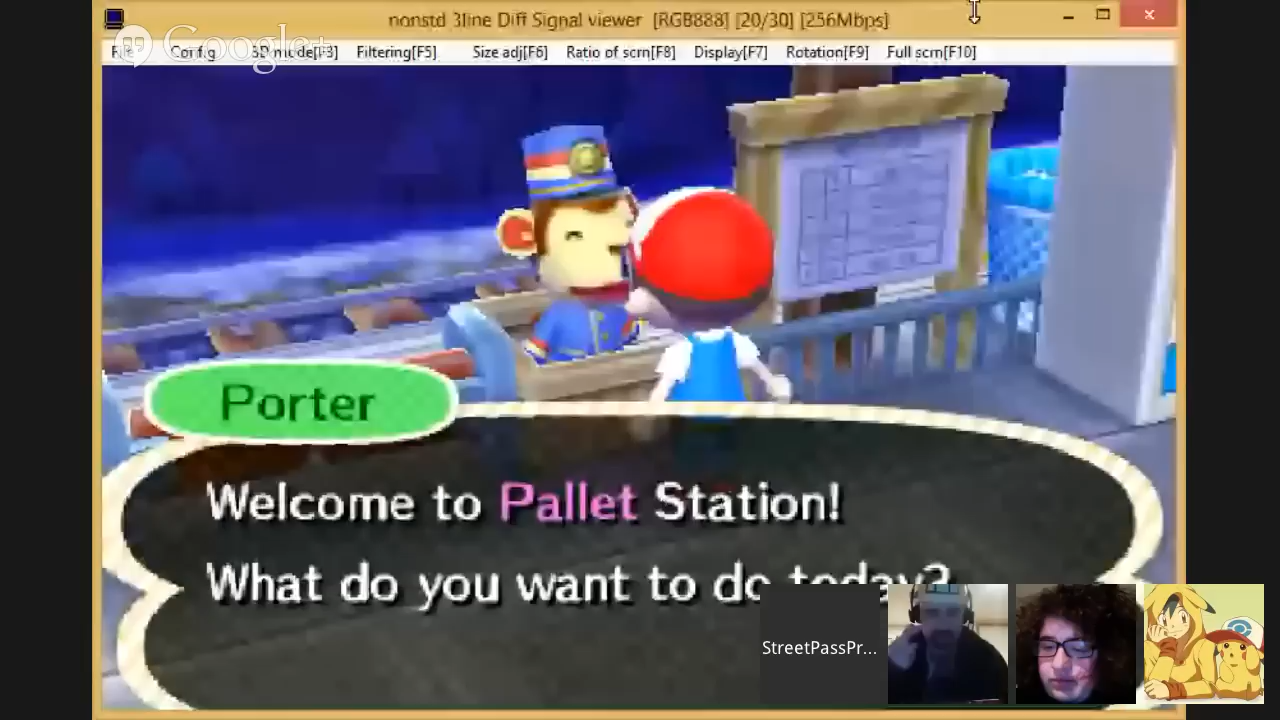 nonstd 3line Diff Signal viewer [RGB888] [20/30] [256Mbps]
Google+
Config 3D mode[F3] Filtering[F5] Size adj[F6] Ratio of scrn[F8] Display[F7] Rotation[F9] Full scrn[F10]
Porter
Welcome to Pallet Station!
What do you want to do today?
StreetPassPr...